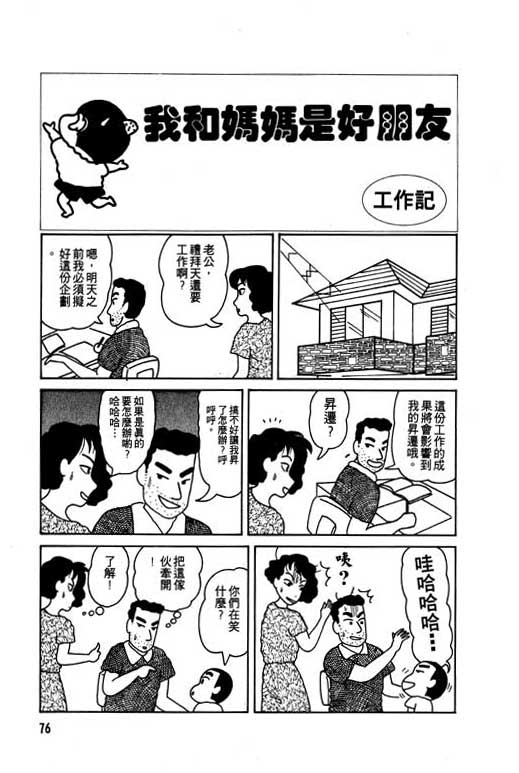 我和媽媽是好朋友
工作記
老公，
禮拜天還要
工作啊？
嗯，明天之
前我必須擬
好這份企劃
。
這份工作的成
果將會影響到
我的昇遷哦。
昇遷？
搞不好讓我昇
了怎麼辦？呼
呼呼。
如果是真的
要怎麼辦喲？
哈哈哈…
哇哈哈哈…
咦？
你們在笑
什麼？
把這傢
伙牽開
！
了解！
76